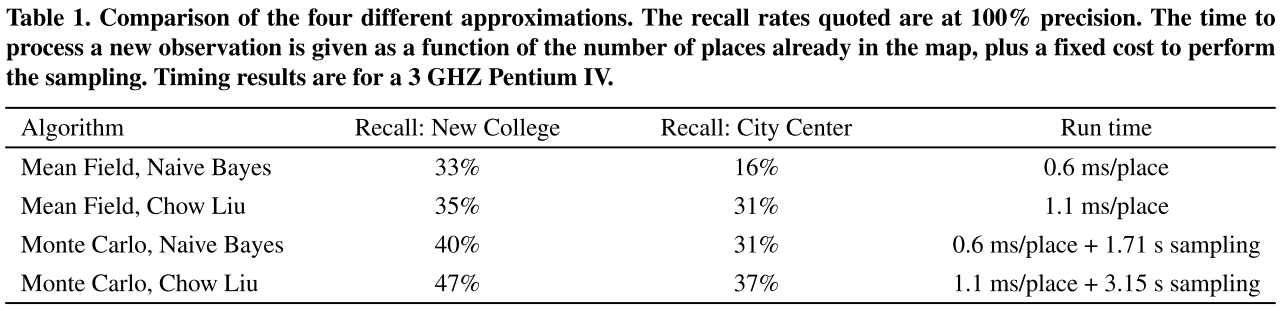 Table 1. Comparison of the four different approximations. The recall rates quoted are at 100% precision. The time to
process a new observation is given as a function of the number of places already in the map, plus a fixed cost to perform
the sampling. Timing results are for a 3 GHZ Pentium IV.
Algorithm Recall: New College Recall: City Center Run time
Mean Field, Naive Bayes 33% 16% 0.6 ms/place
Mean Field, Chow Liu 35% 31% 1.1 ms/place
Monte Carlo, Naive Bayes 40% 31% 0.6 ms/place + 1.71 s sampling
Monte Carlo, Chow Liu 47% 37% 1.1 ms/place + 3.15 s sampling